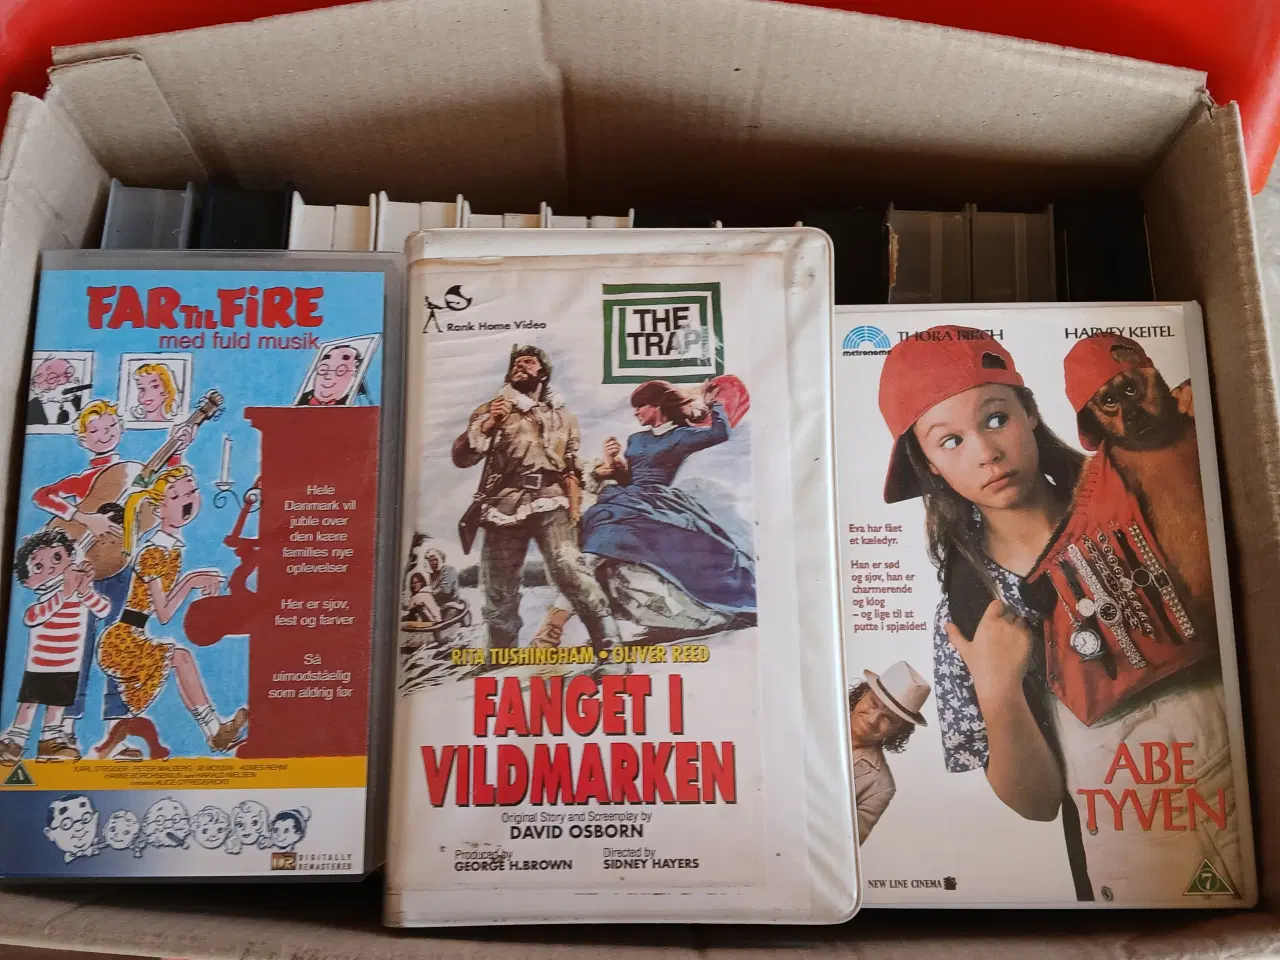 FAR TIL FIRE
med fuld musik
Hele
Danmark vil
juble over
den kære
families nye
oplevelser
Her er sjov,
fest og farver
Så
uimodståelig
som aldrig før
A
DIGITALLY
REMASTERED
Rank Home Video
THE
TRAP
RITA TUSHINGHAM • OLIVER REED
FANGET I
VILDMARKEN
Original Story and Screenplay by
DAVID OSBORN
Produced by
GEORGE H. BROWN
Directed by
SIDNEY HAYERS
metronome
THORA BIRCH
HARVEY KEITEL
Eva har fået
et kæledyr.
Han er sød
og sjov, han er
charmerende
og klog
- og lige til at
putte i spjældet!
ABE
TYVEN
NEW LINE CINEMA
7